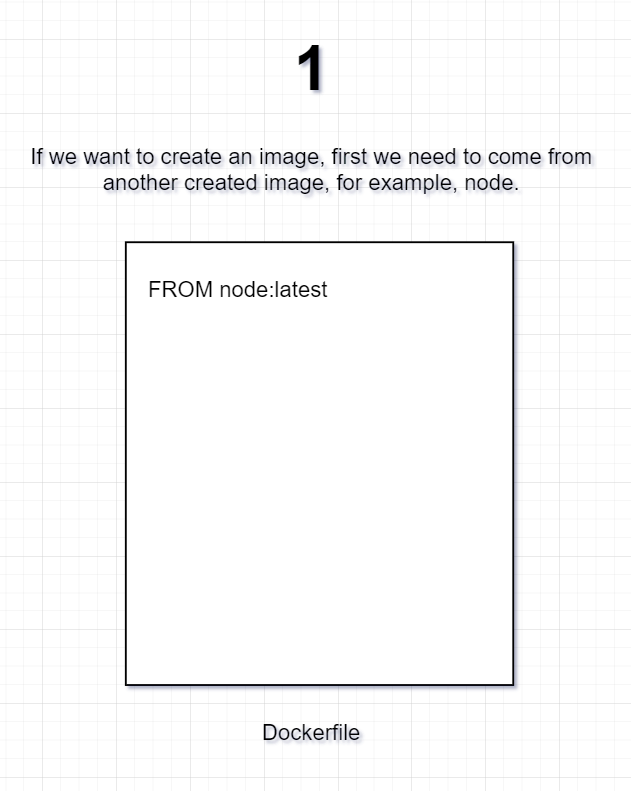 1
If we want to create an image, first we need to come from
another created image, for example, node.
FROM node:latest
Dockerfile